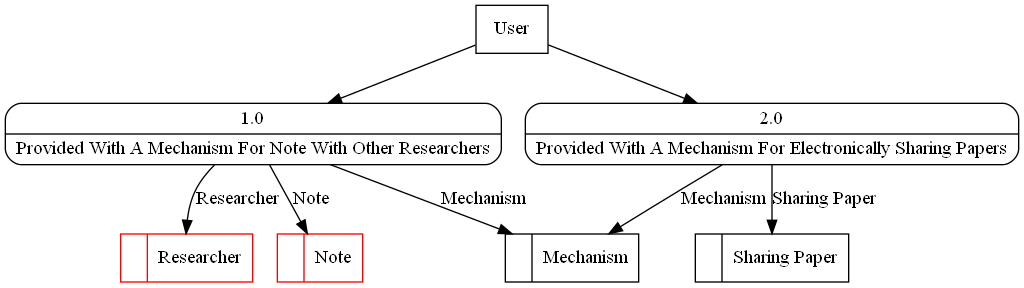 User
1.0
2.0
Provided With A Mechanism For Note With Other Researchers
Provided With A Mechanism For Electronically Sharing Papers
Researcher
Note
Mechanism
Mechanism
Sharing Paper
Researcher
Note
Mechanism
Sharing Paper